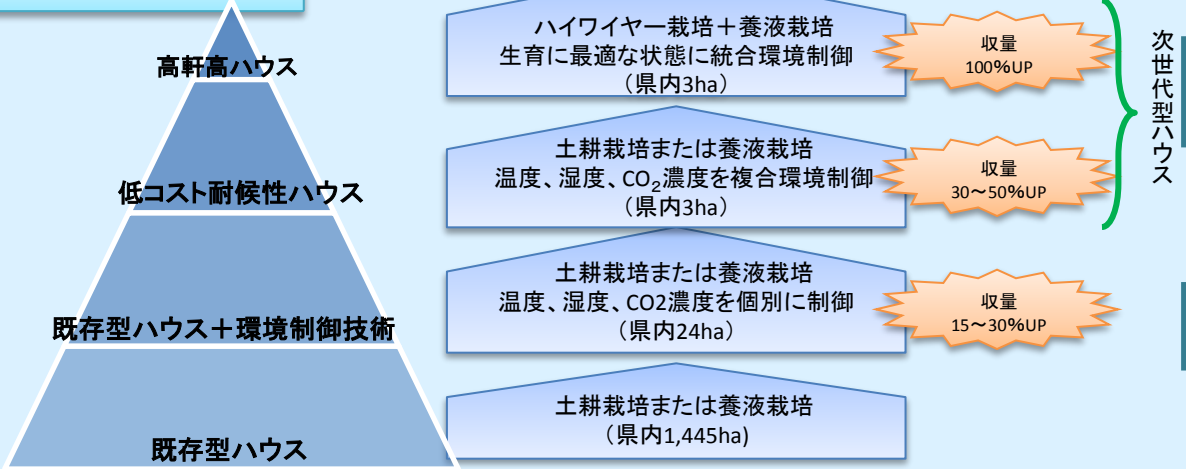 高軒高ハウス
ハイワイヤー栽培＋養液栽培
生育に最適な状態に統合環境制御
（県内3ha）
収量
100%UP
次世代型ハウス
低コスト耐候性ハウス
土耕栽培または養液栽培
温度、湿度、CO₂濃度を複合環境制御
（県内3ha）
収量
30～50%UP
既存型ハウス＋環境制御技術
土耕栽培または養液栽培
温度、湿度、CO2濃度を個別に制御
（県内24ha）
収量
15～30%UP
既存型ハウス
土耕栽培または養液栽培
（県内1,445ha)